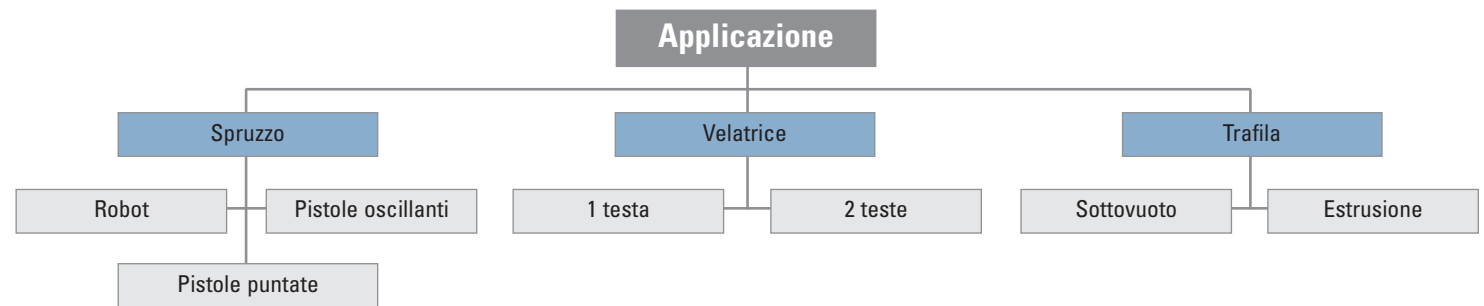 Applicazione
Spruzzo
Velatrice
Trafila
Robot
Pistole oscillanti
1 testa
2 teste
Sottovuoto
Estrusione
Pistole puntate